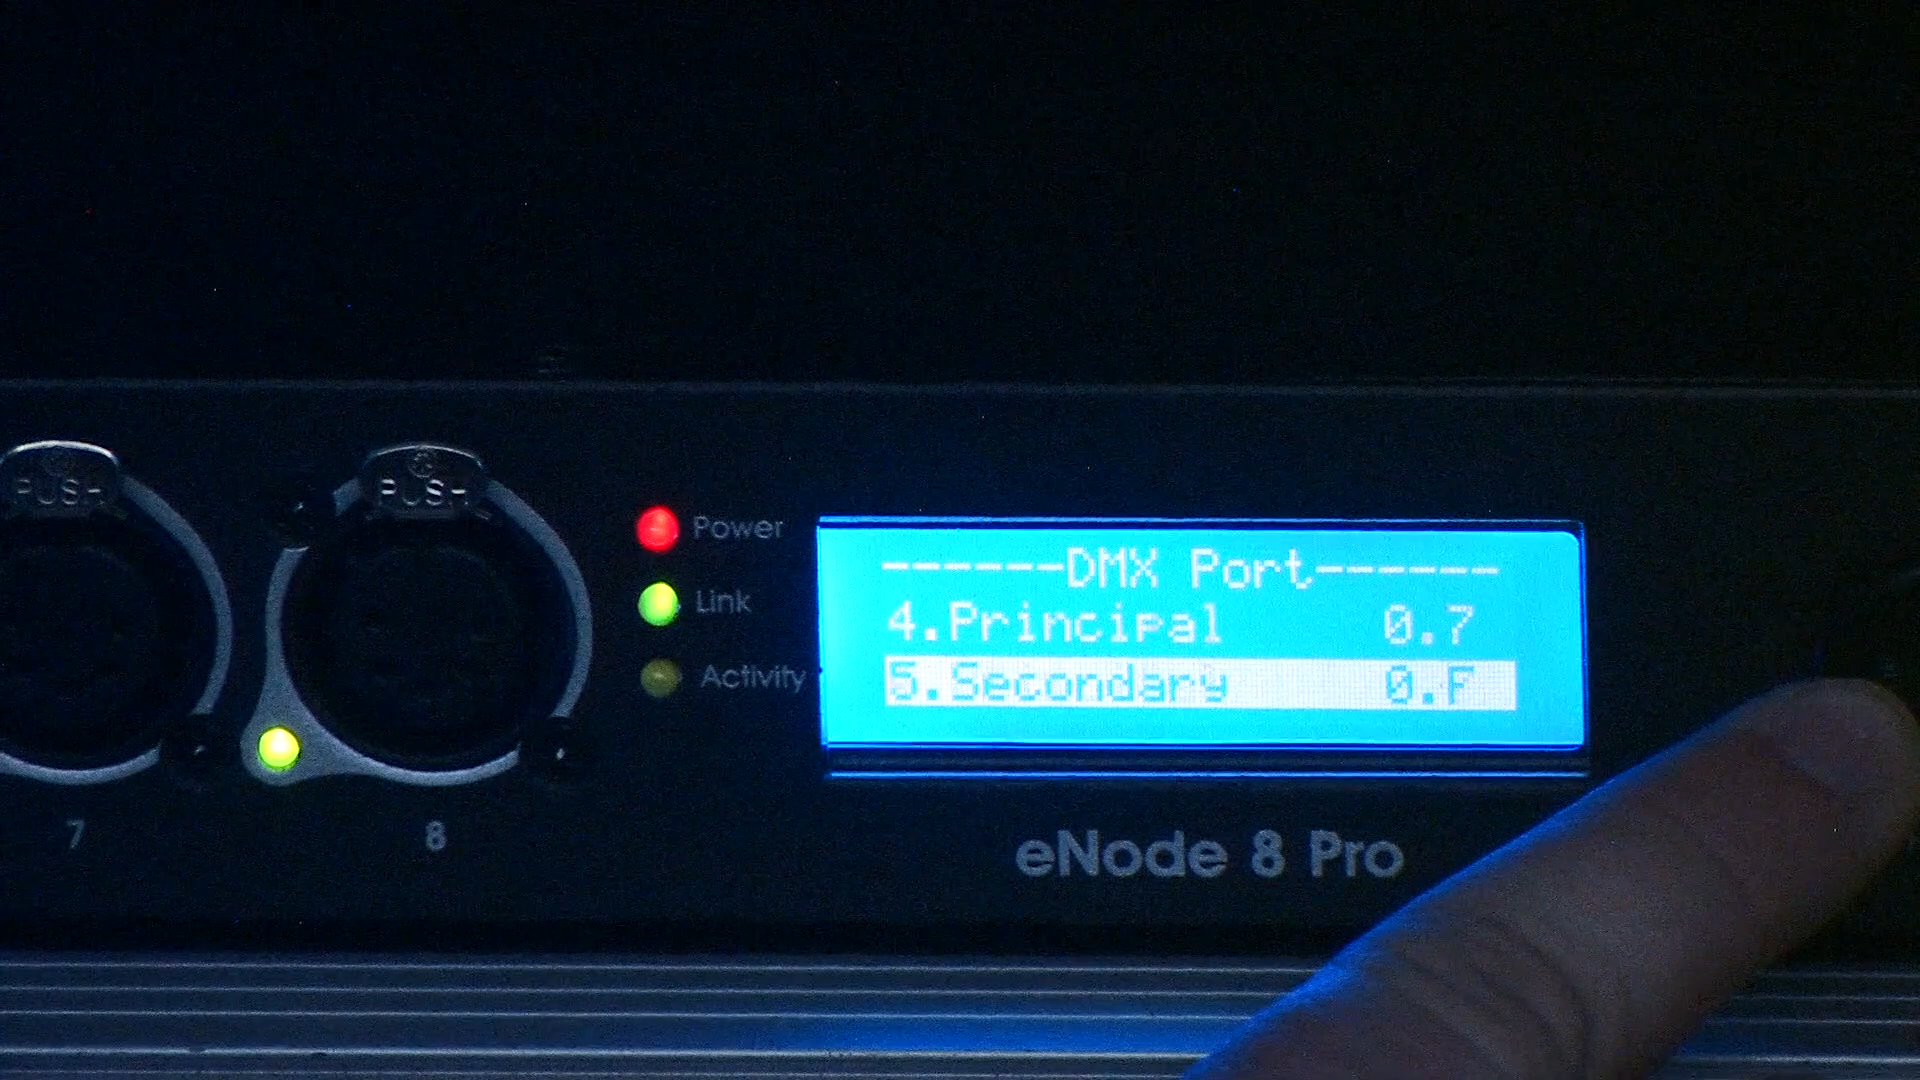 PUSH
PUSH
Power
Link
Activity
------DMX Port------
4.Principal 0.7
5.Secondary 0.F
7
8
eNode 8 Pro